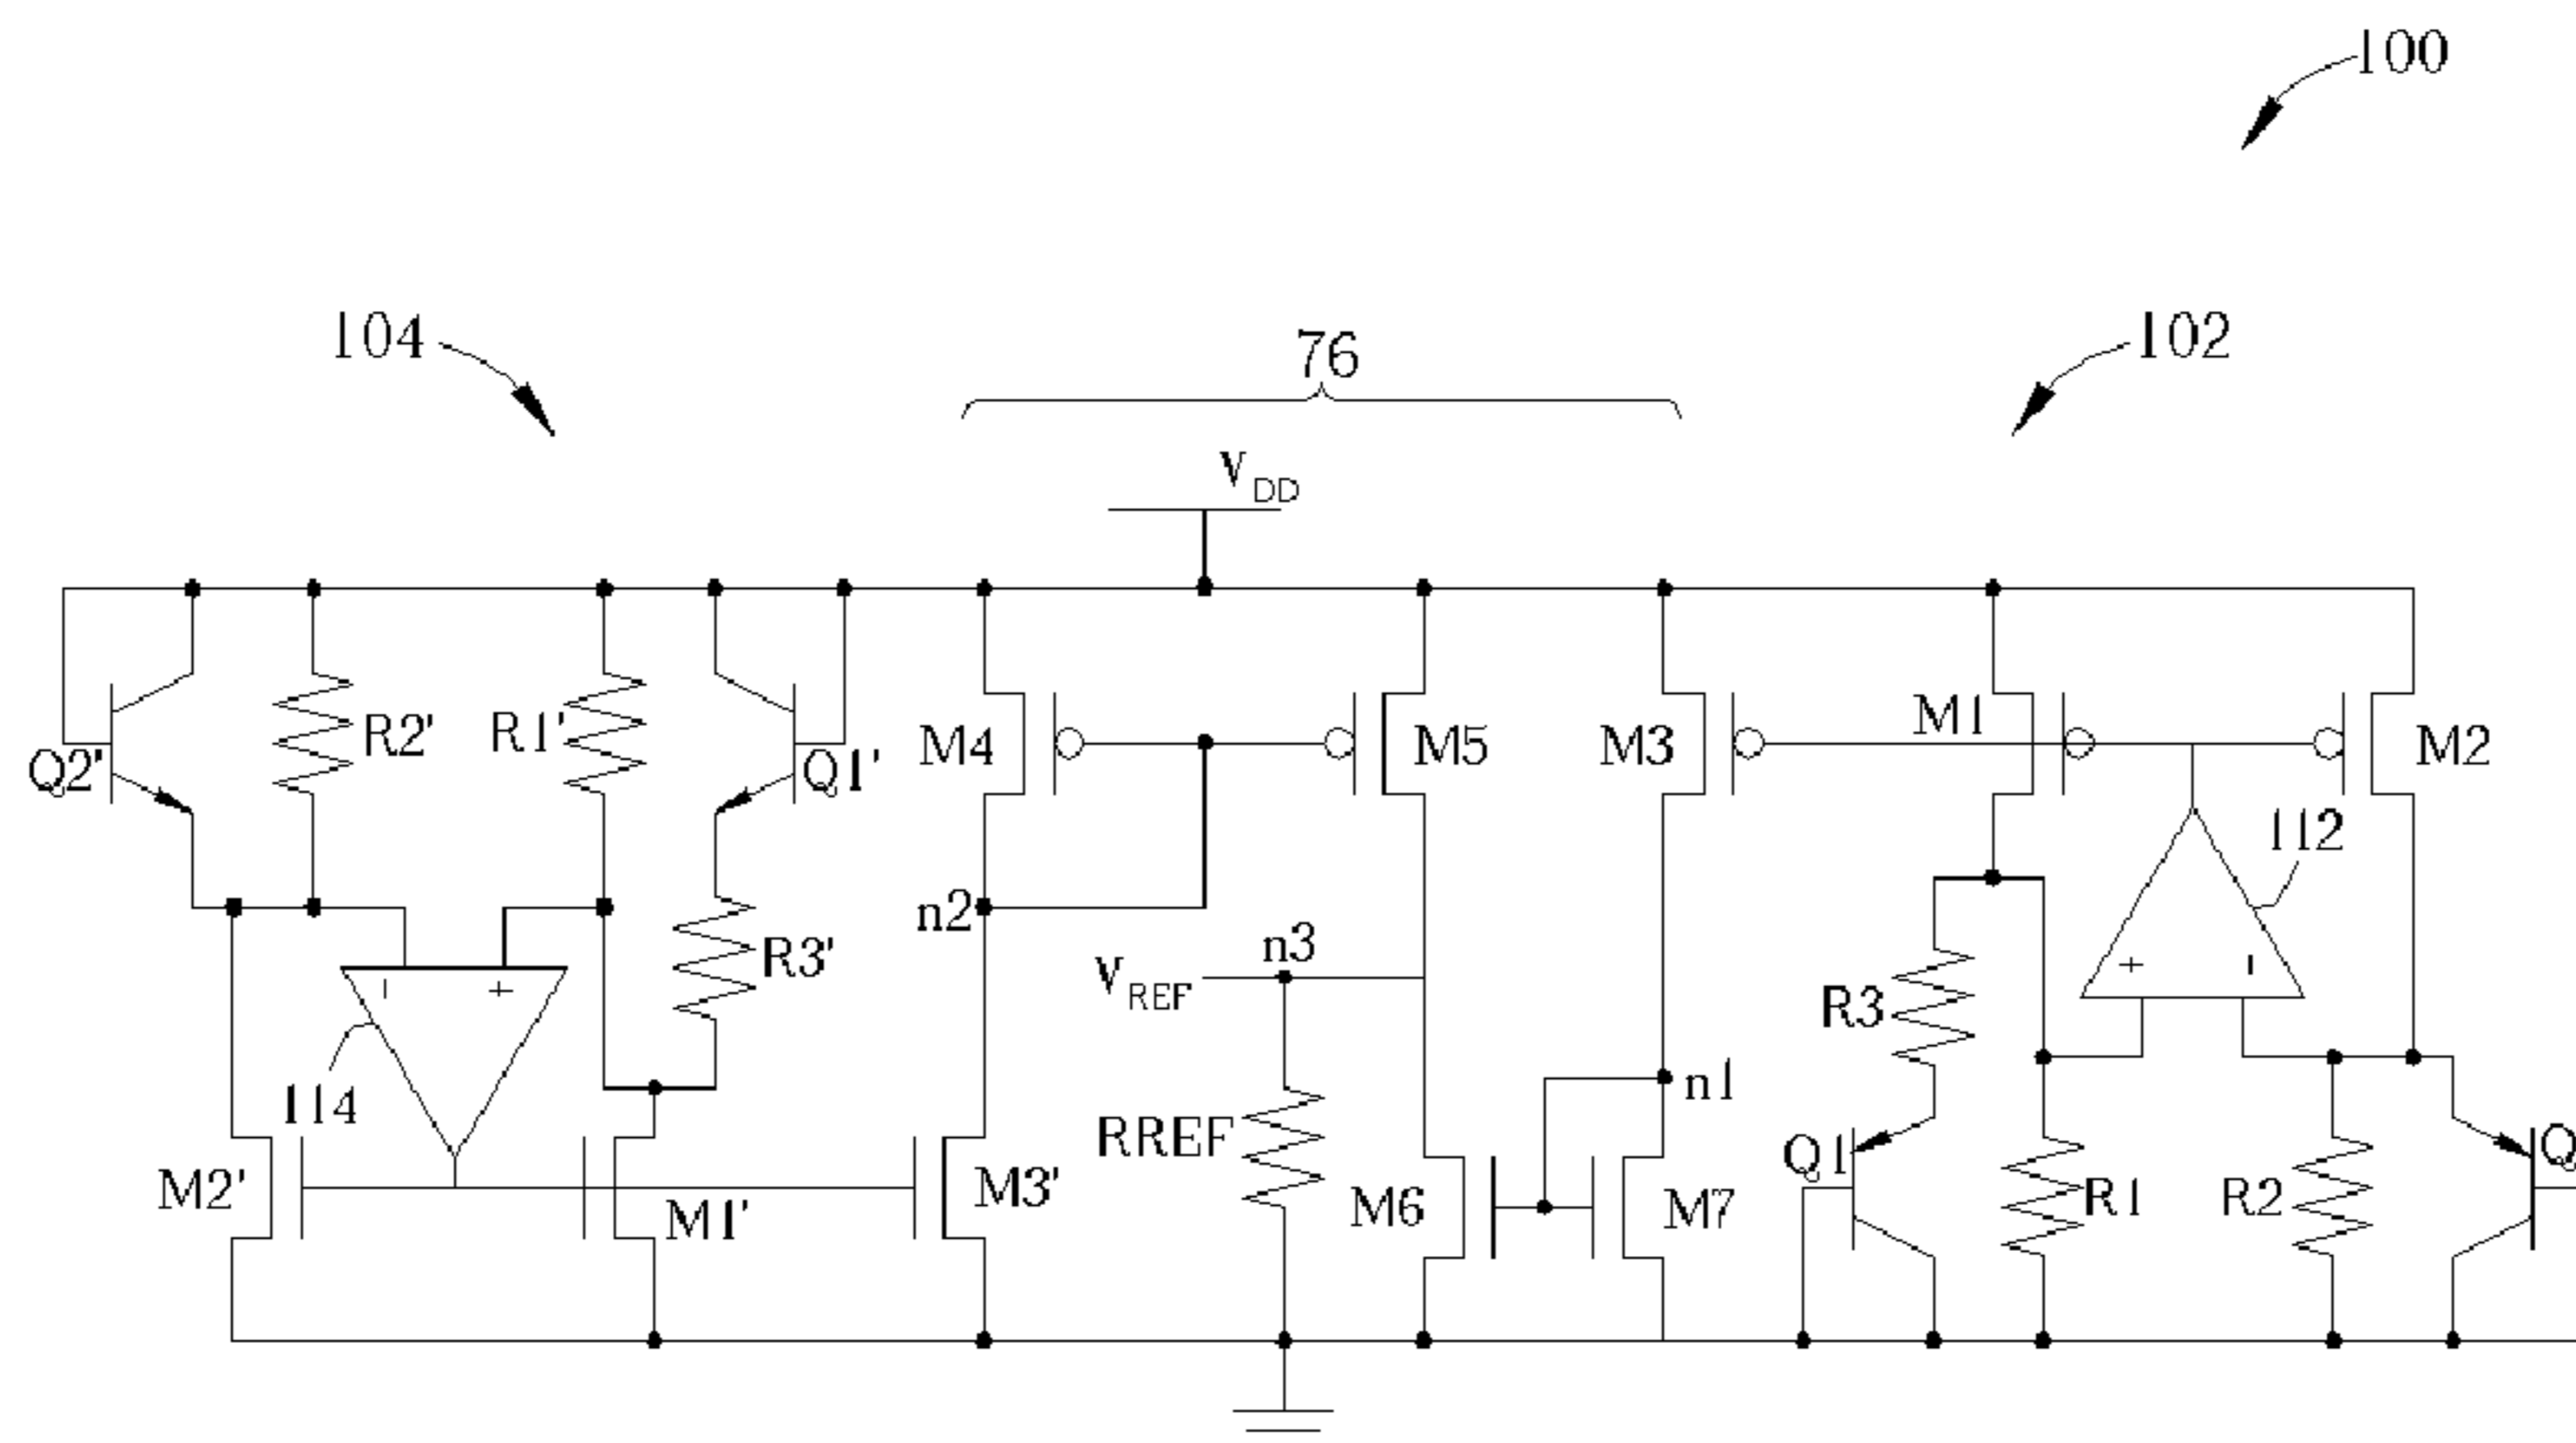 100
104
76
102
VDD
Q2'
R2'
R1'
Q1'
M4
M5
M3
M1
M2
112
n2
R3'
n3
VREF
R3
+
-
-
+
114
n1
RREF
Q1
Q
M2'
M1'
M3'
M6
M7
R1
R2